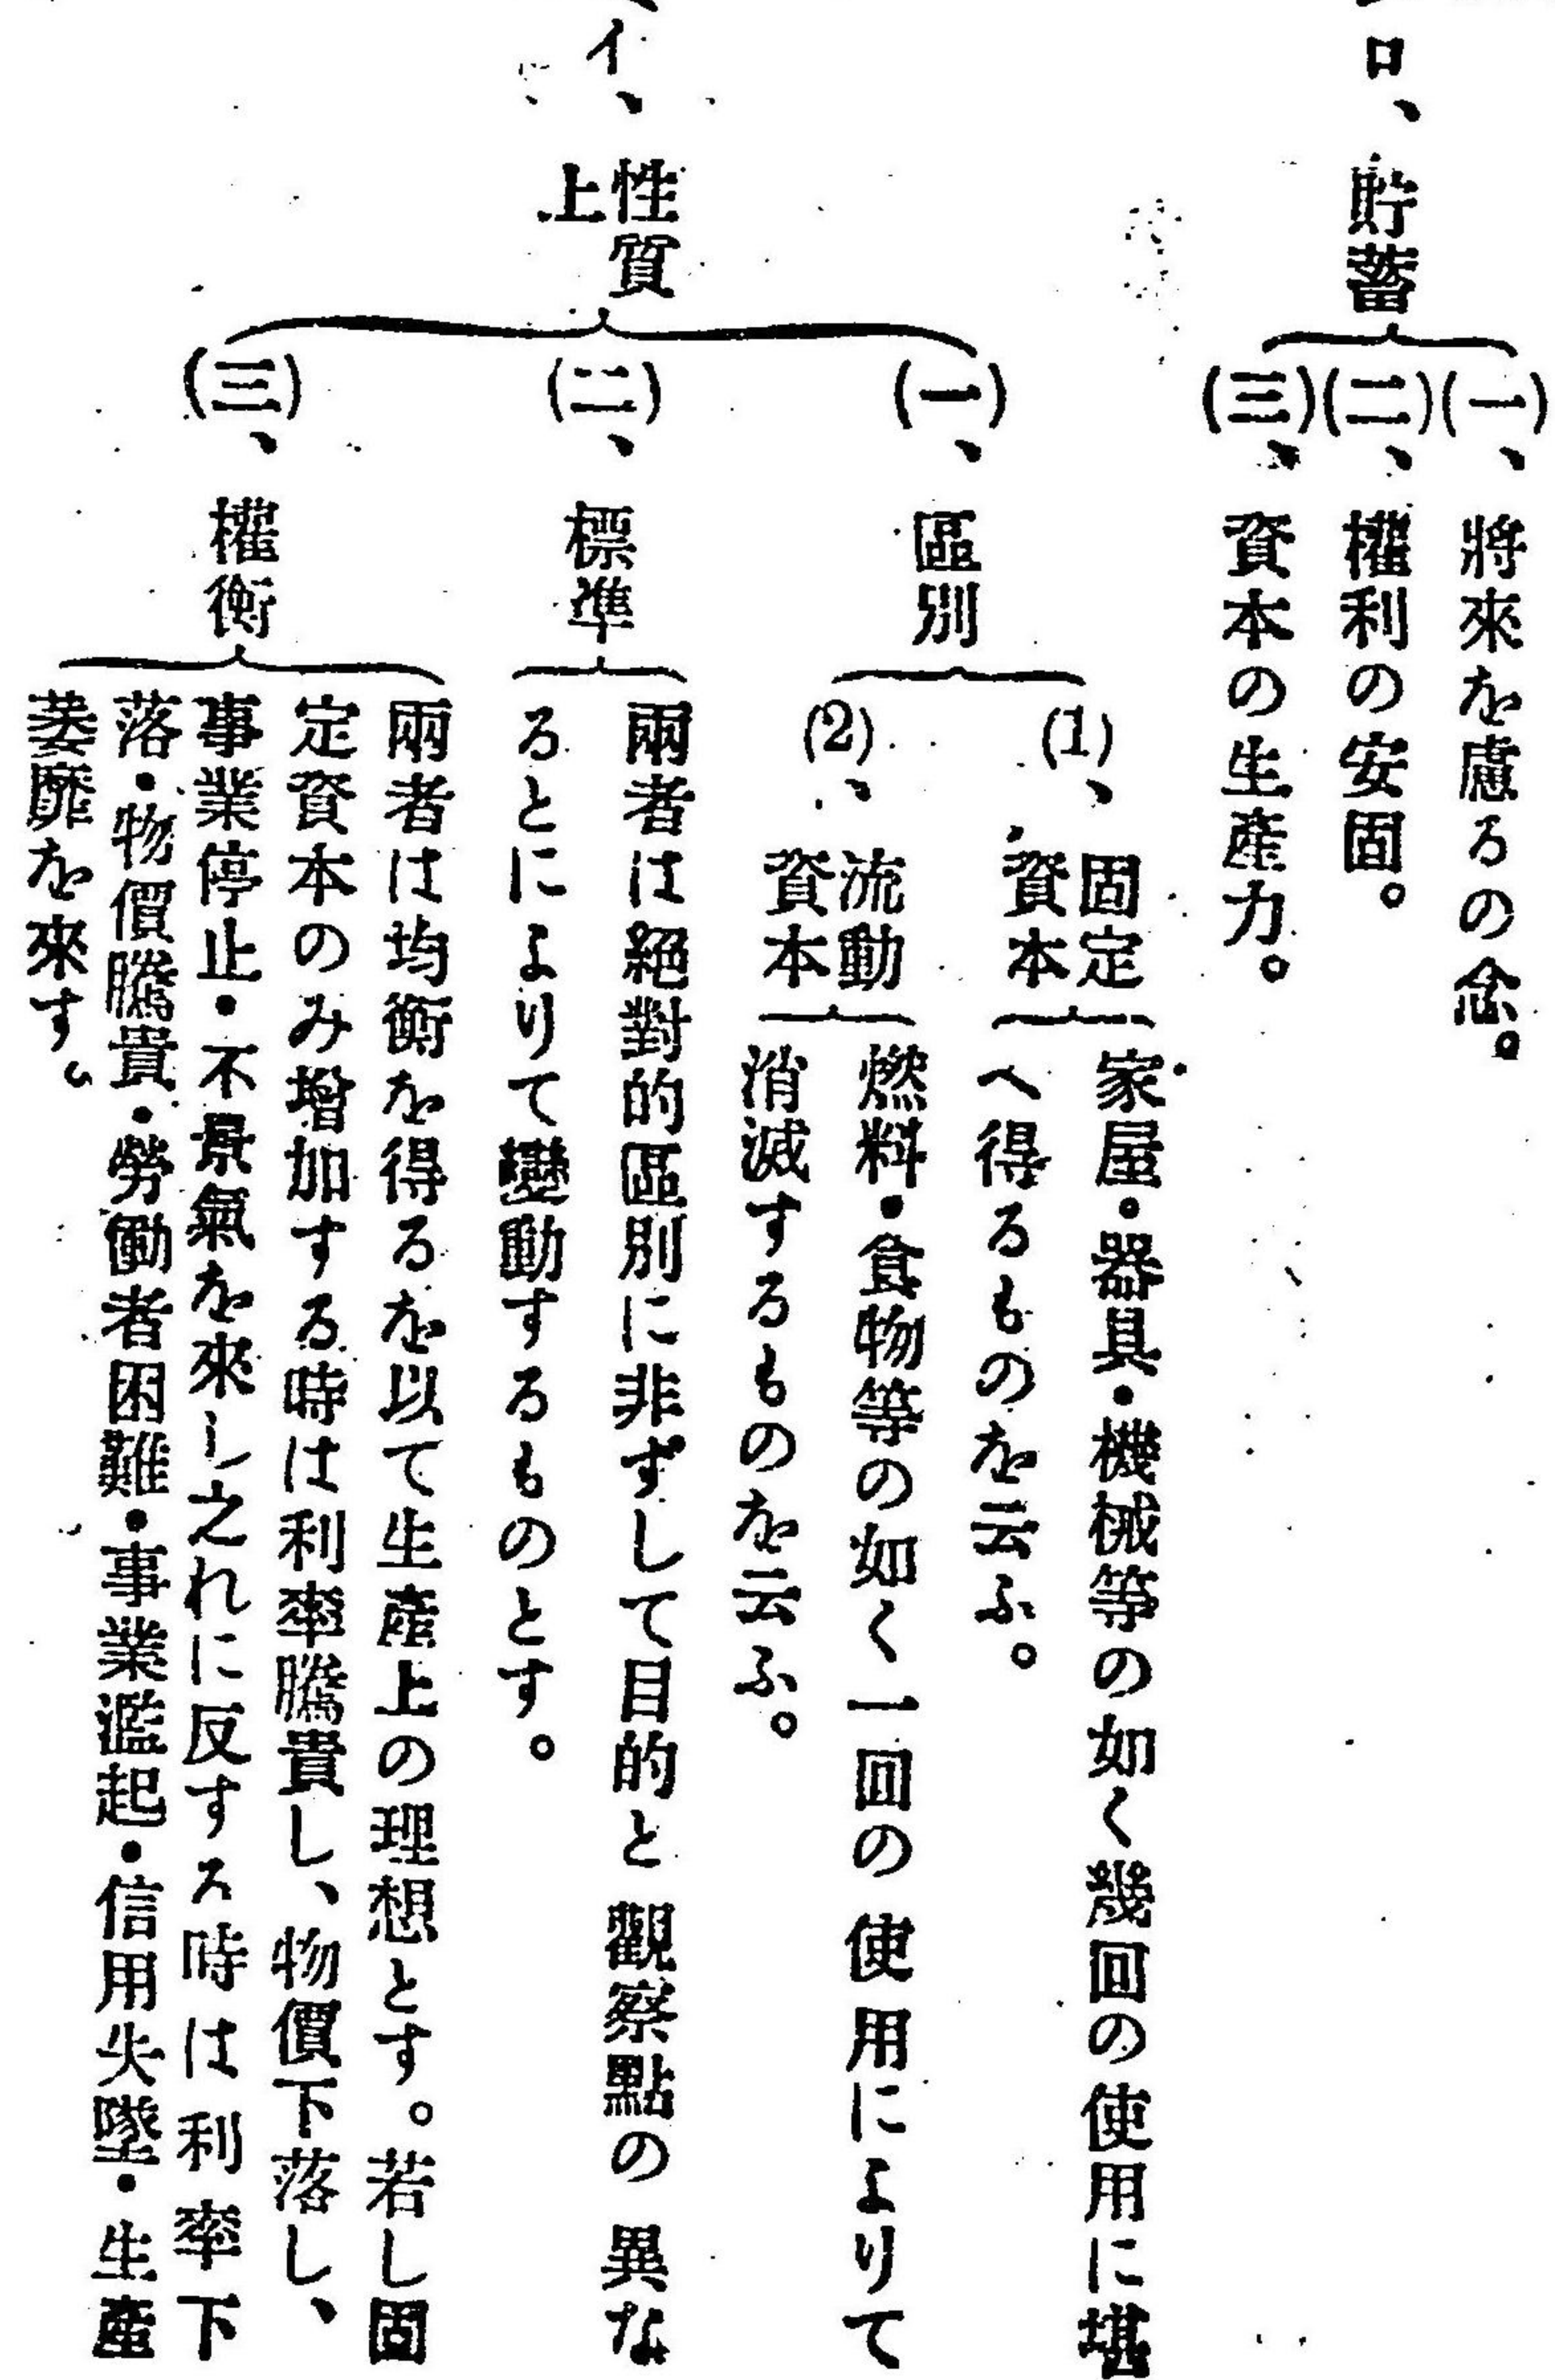 ロ、貯蓄
(一)、將來を慮るの念。
(二)、權利の安固。
(三)、資本の生產力。
イ、性質
上
(一)、區別
(1)、固定
資本
家屋・器具・機械等の如く幾回の使用に堪
へ得るものを云ふ。
(2)、流動
資本
燃料・食物等の如く一回の使用によりて
消滅するものを云ふ。
(二)、標準
兩者は絕對的區別に非ずして目的と觀察點の異な
るとによりて變動するものとす。
(三)、權衡
兩者は均衡を得るを以て生產上の理想とす。若し固
定資本のみ增加する時は利率騰貴し、物價下落し、
事業停止・不景氣を來し之れに反する時は利率下
落・物價騰貴・勞働者困難・事業濫起・信用失墜・生產
萎靡を來す。